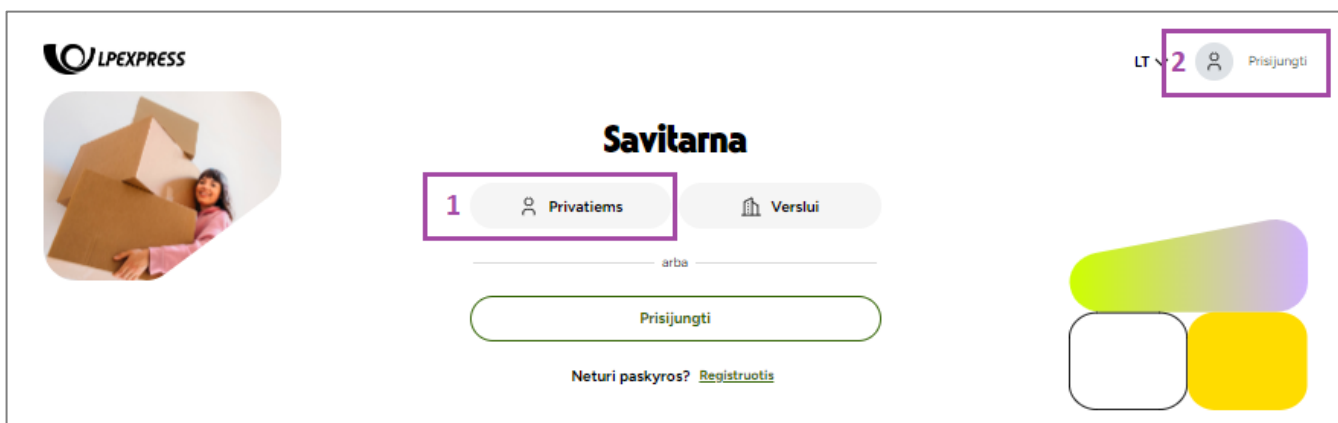 LPEXPRESS
LT 2 Prisijungti
Savitarna
1 Privatiems Verslui
arba
Prisijungti
Neturi paskyros? Registruotis